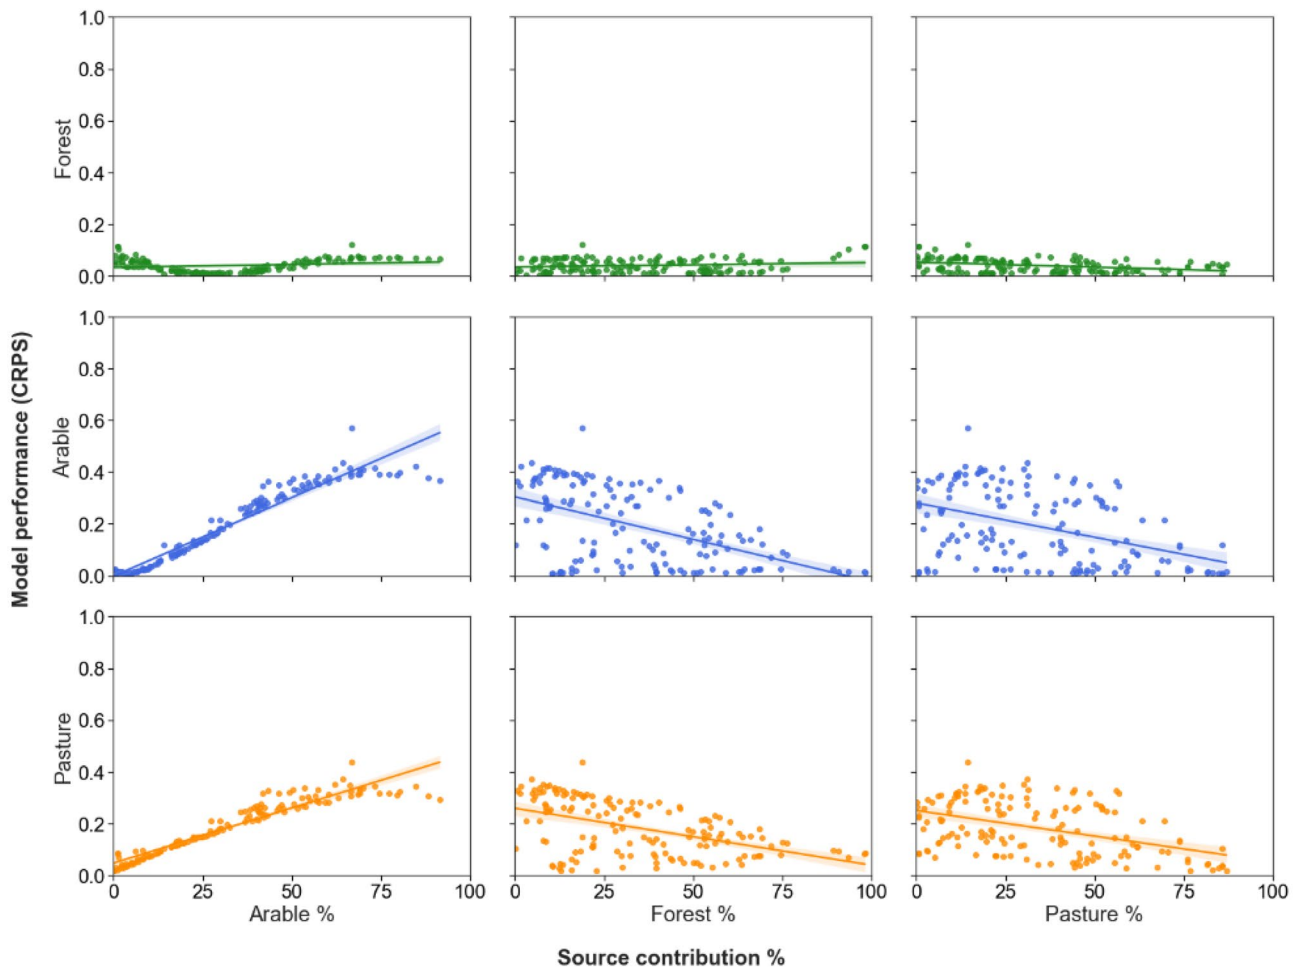 1.0
0.8
0.6
0.4
0.2
0.0
Forest
1.0
0.8
0.6
0.4
0.2
0.0
Arable
Model performance (CRPS)
1.0
0.8
0.6
0.4
0.2
0.0
Pasture
0 25 50 75 100
Arable %
0 25 50 75 100
Forest %
0 25 50 75 100
Pasture %
Source contribution %